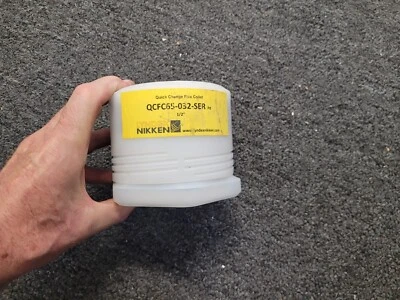 Quick Change Flex Collet
QCFC65-032-SER
1/2"
NIKKEN